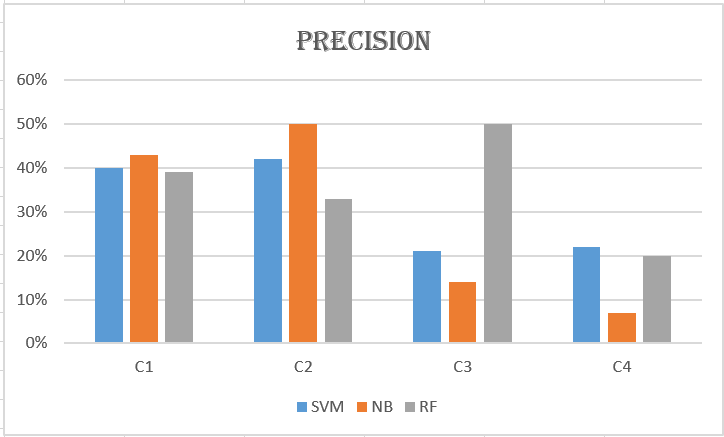 PRECISION
60%
50%
40%
30%
20%
10%
0%
C1 C2 C3 C4
SVM NB RF